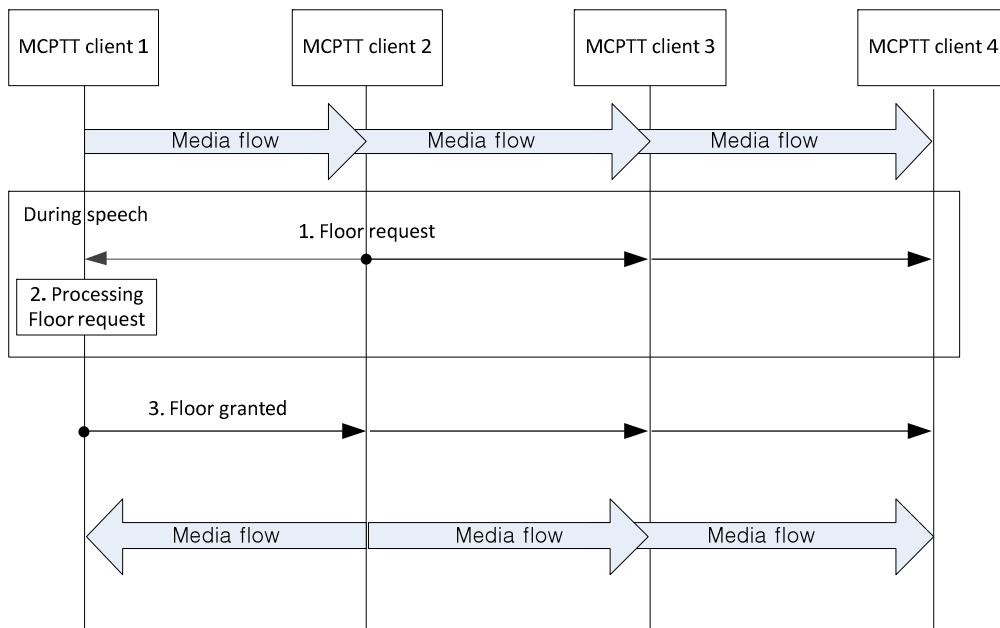 MCPTT client 1
MCPTT client 2
MCPTT client 3
MCPTT client 4
Media flow
Media flow
Media flow
During speech
1. Floor request
2. Processing
Floor request
3. Floor granted
Media flow
Media flow
Media flow